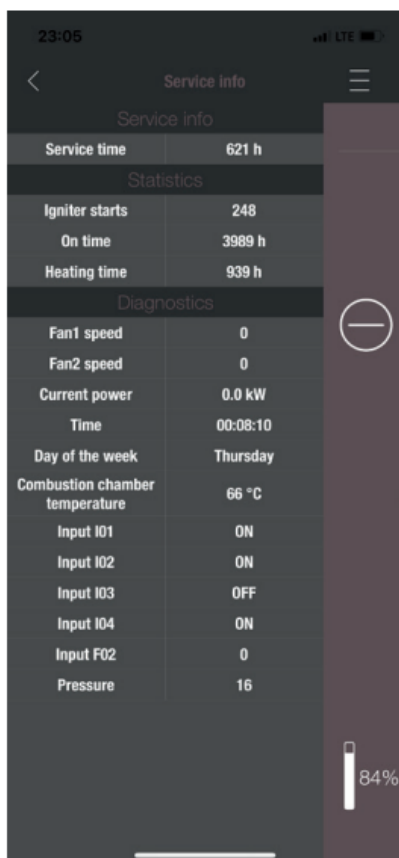 23:05
LTE
Service info
Service info
Service time 621 h
Statistics
Igniter starts 248
On time 3989 h
Heating time 939 h
Diagnostics
Fan1 speed 0
Fan2 speed 0
Current power 0.0 kW
Time 00:08:10
Day of the week Thursday
Combustion chamber
temperature 66 °C
Input I01 ON
Input I02 ON
Input I03 OFF
Input I04 ON
Input F02 0
Pressure 16
84%